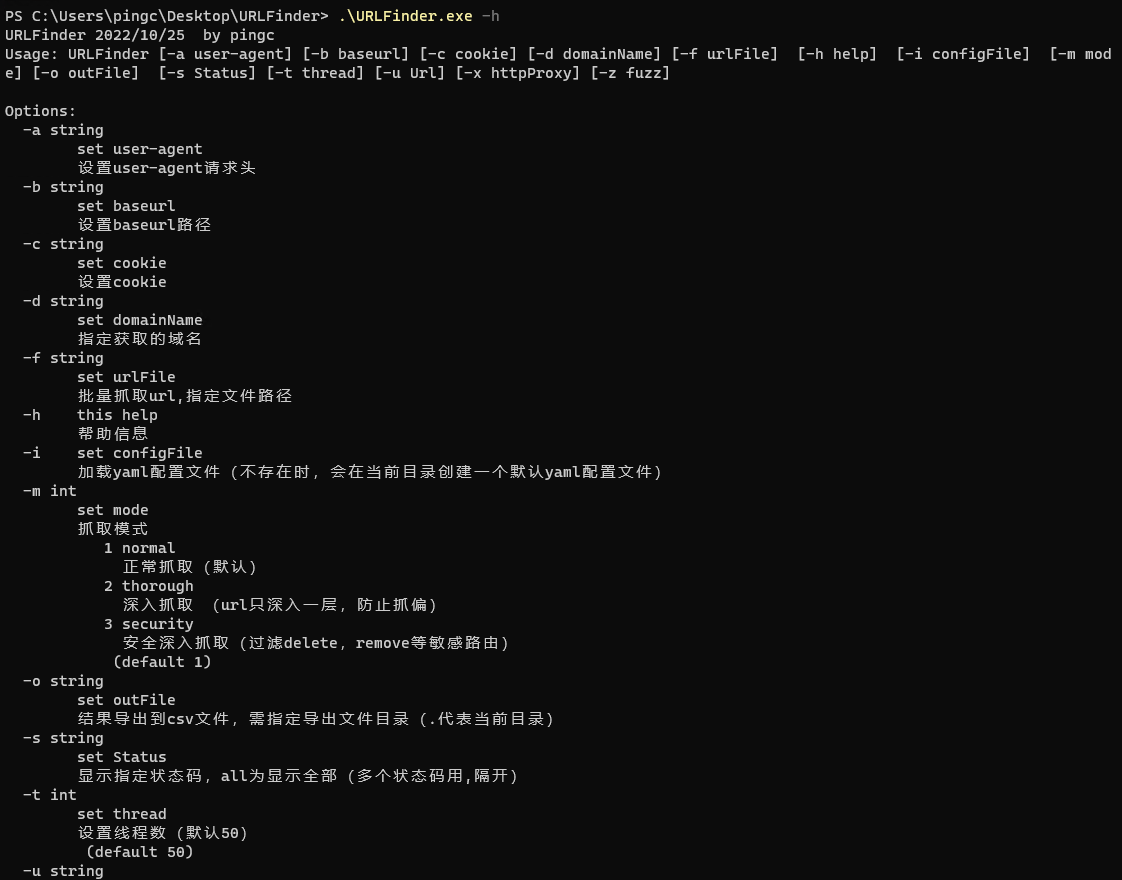 PS C:\Users\pingc\Desktop\URLFinder> .\URLFinder.exe -h
URLFinder 2022/10/25  by pingc
Usage: URLFinder [-a user-agent] [-b baseurl] [-c cookie] [-d domainName] [-f urlFile]  [-h help]  [-i configFile]  [-m mod
e] [-o outFile]  [-s Status] [-t thread] [-u Url] [-x httpProxy] [-z fuzz]
Options:
-a string
set user-agent
设置user-agent请求头
-b string
set baseurl
设置baseurl路径
-c string
set cookie
设置cookie
-d string
set domainName
指定获取的域名
-f string
set urlFile
批量抓取url,指定文件路径
-h    this help
帮助信息
-i    set configFile
加载yaml配置文件（不存在时，会在当前目录创建一个默认yaml配置文件）
-m int
set mode
抓取模式
1 normal
正常抓取（默认）
2 thorough
深入抓取 （url只深入一层，防止抓偏）
3 security
安全深入抓取（过滤delete，remove等敏感路由）
(default 1)
-o string
set outFile
结果导出到csv文件，需指定导出文件目录（.代表当前目录）
-s string
set Status
显示指定状态码，all为显示全部（多个状态码用,隔开）
-t int
set thread
设置线程数（默认50）
(default 50)
-u string